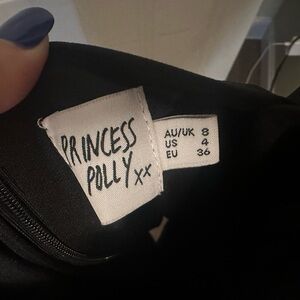 PRINCESS
POLLY xx
AU/UK 8
US 4
EU 36